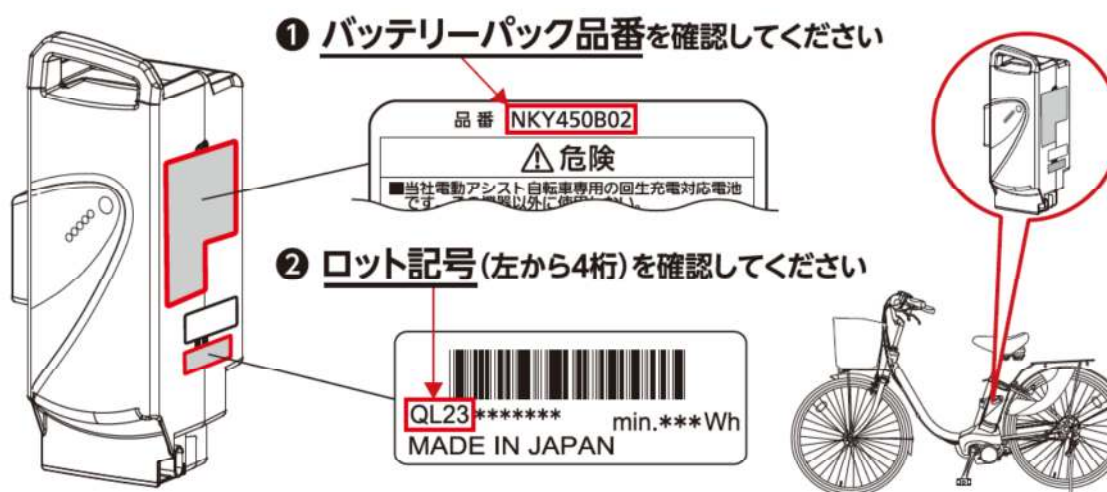 ❶ バッテリーパック品番を確認してください
品番 NKY450B02
⚠危険
■当社電動アシスト自転車専用の回生充電対応電池
です。
❷ ロット記号(左から4桁)を確認してください
QL23******* min.***Wh
MADE IN JAPAN